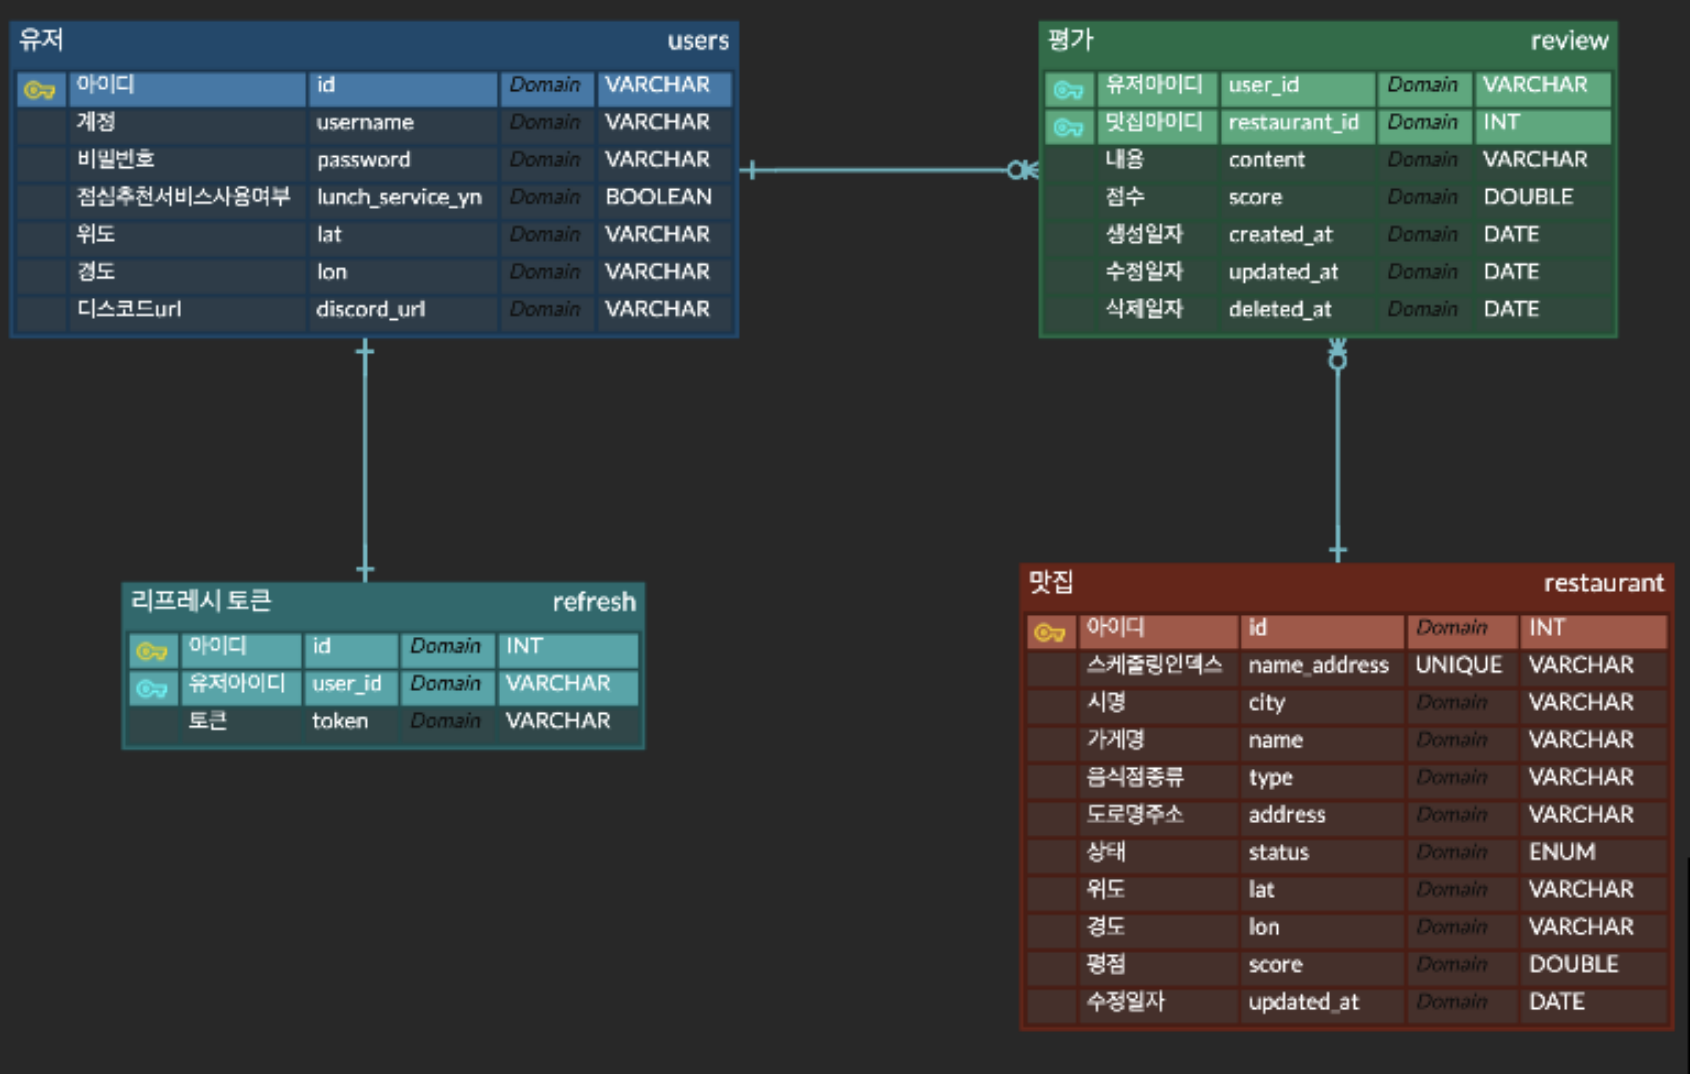 유저 users
아이디 id Domain VARCHAR
계정 username Domain VARCHAR
비밀번호 password Domain VARCHAR
점심추천서비스사용여부 lunch_service_yn Domain BOOLEAN
위도 lat Domain VARCHAR
경도 lon Domain VARCHAR
디스코드url discord_url Domain VARCHAR
평가 review
유저아이디 user_id Domain VARCHAR
맛집아이디 restaurant_id Domain INT
내용 content Domain VARCHAR
점수 score Domain DOUBLE
생성일자 created_at Domain DATE
수정일자 updated_at Domain DATE
삭제일자 deleted_at Domain DATE
리프레시 토큰 refresh
아이디 id Domain INT
유저아이디 user_id Domain VARCHAR
토큰 token Domain VARCHAR
맛집 restaurant
아이디 id Domain INT
스케줄링인덱스 name_address UNIQUE VARCHAR
시명 city Domain VARCHAR
가게명 name Domain VARCHAR
음식점종류 type Domain VARCHAR
도로명주소 address Domain VARCHAR
상태 status Domain ENUM
위도 lat Domain VARCHAR
경도 lon Domain VARCHAR
평점 score Domain DOUBLE
수정일자 updated_at Domain DATE